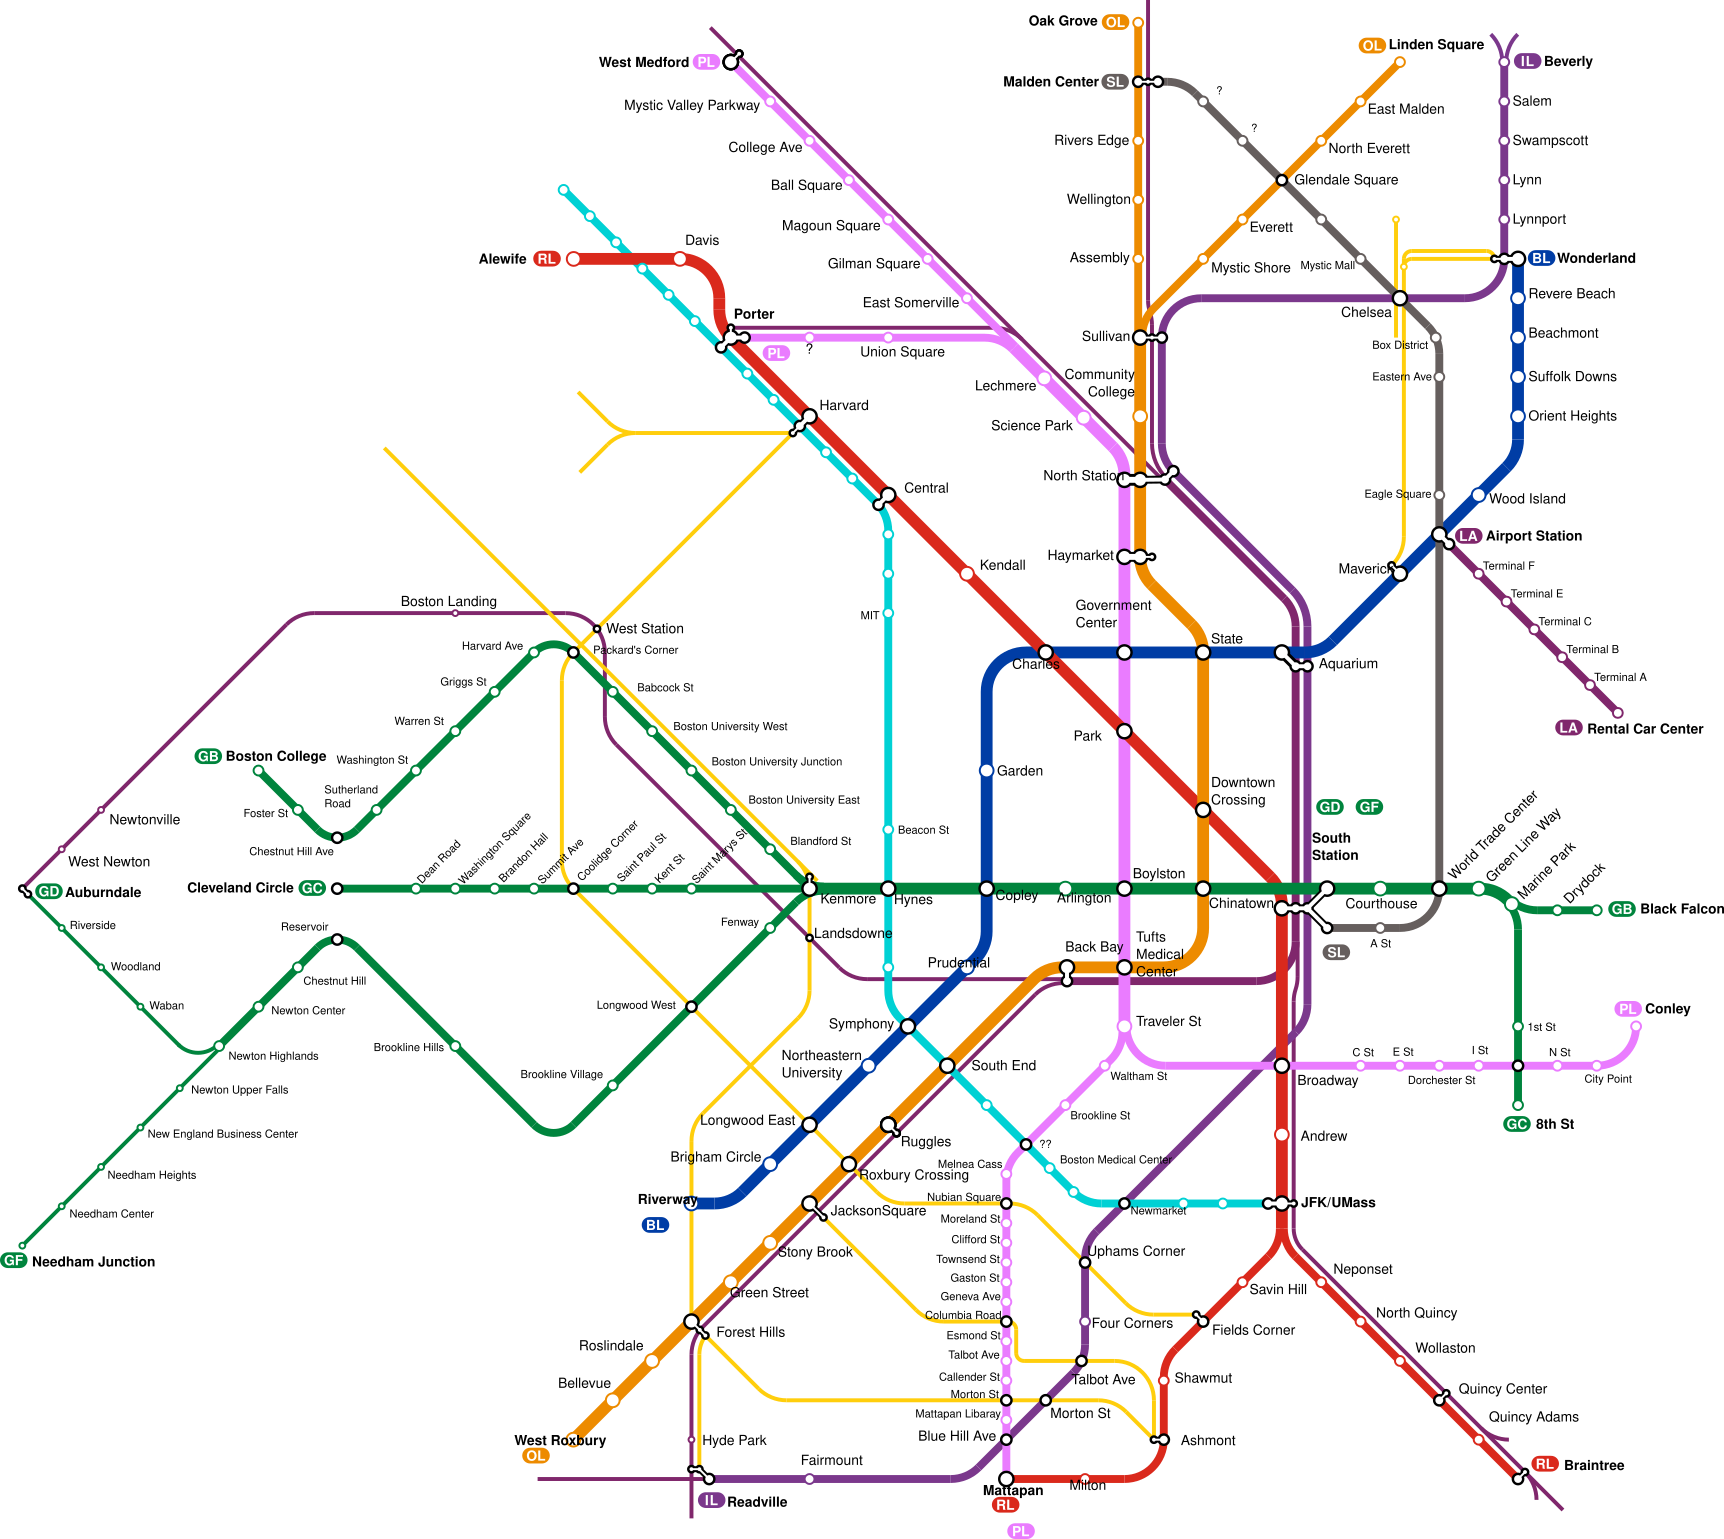 Oak Grove OL
OL Linden Square
West Medford PL
IL Beverly
Malden Center SL
?
Mystic Valley Parkway
Salem
East Malden
?
College Ave
Rivers Edge
North Everett
Swampscott
Ball Square
Glendale Square
Lynn
Wellington
Magoun Square
Everett
Lynnport
Davis
Alewife RL
Gilman Square
Assembly
Mystic Shore
Mystic Mall
BL Wonderland
East Somerville
Revere Beach
Porter
Chelsea
Sullivan
Beachmont
PL
?
Union Square
Box District
Lechmere
Community
College
Eastern Ave
Suffolk Downs
Harvard
Science Park
Orient Heights
North Station
Central
Eagle Square
Wood Island
LA Airport Station
Haymarket
Kendall
Maverick
Terminal F
Terminal E
Boston Landing
MIT
Government
Center
Terminal C
West Station
State
Harvard Ave
Packard's Corner
Charles
Aquarium
Terminal B
Griggs St
Babcock St
Terminal A
Warren St
Boston University West
Park
LA Rental Car Center
GB Boston College
Washington St
Boston University Junction
Garden
Sutherland
Road
Foster St
Boston University East
Downtown
Crossing
GD GF
Newtonville
Chestnut Hill Ave
Blandford St
Beacon St
South
Station
West Newton
Dean Road
Washington Square
Brandon Hall
Summit Ave
Coolidge Corner
Saint Paul St
Kent St
Saint Marys St
World Trade Center
Green Line Way
Marine Park
Drydock
GD Auburndale
Cleveland Circle GC
Kenmore
Hynes
Copley
Arlington
Boylston
Chinatown
Courthouse
GB Black Falcon
Riverside
Reservoir
Fenway
Landsdowne
Back Bay
Tufts
Medical
Center
A St
SL
Woodland
Chestnut Hill
Prudential
Waban
Newton Center
Longwood West
Symphony
Traveler St
1st St
PL Conley
Newton Highlands
Brookline Hills
Northeastern
University
South End
C St
E St
I St
N St
Newton Upper Falls
Brookline Village
Waltham St
Broadway
Dorchester St
City Point
New England Business Center
Longwood East
Ruggles
Brookline St
GC 8th St
Andrew
??
Needham Heights
Brigham Circle
Roxbury Crossing
Melnea Cass
Boston Medical Center
Needham Center
Riverway
BL
JacksonSquare
Nubian Square
Newmarket
JFK/UMass
Moreland St
GF Needham Junction
Stony Brook
Clifford St
Uphams Corner
Townsend St
Neponset
Green Street
Gaston St
Savin Hill
Geneva Ave
North Quincy
Columbia Road
Four Corners
Fields Corner
Forest Hills
Roslindale
Esmond St
Wollaston
Talbot Ave
Talbot Ave
Bellevue
Callender St
Shawmut
Morton St
Morton St
Quincy Center
Mattapan Libaray
Quincy Adams
West Roxbury
OL
Hyde Park
Blue Hill Ave
Ashmont
Fairmount
RL Braintree
IL Readville
Mattapan
RL
Milton
PL